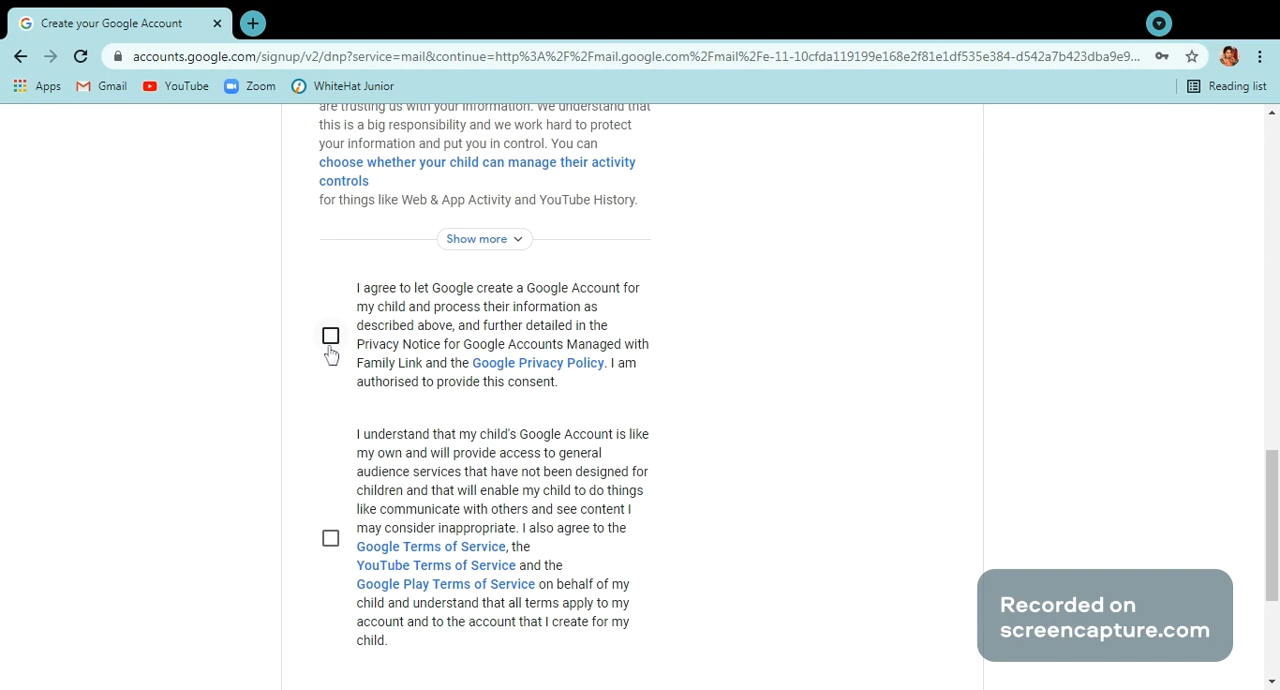 Create your Google Account
accounts.google.com/signup/v2/dnp?service=mail&continue=http%3A%2F%2Fmail.google.com%2Fmail%2Fe-11-10cfda119199e168e2f81e1df535e384-d542a7b423dba9e9...
Apps
Gmail
YouTube
Zoom
WhiteHat Junior
Reading list
are trusting us with your information. We understand that
this is a big responsibility and we work hard to protect
your information and put you in control. You can
choose whether your child can manage their activity
controls
for things like Web & App Activity and YouTube History.
Show more
I agree to let Google create a Google Account for
my child and process their information as
described above, and further detailed in the
Privacy Notice for Google Accounts Managed with
Family Link and the Google Privacy Policy. I am
authorised to provide this consent.
I understand that my child's Google Account is like
my own and will provide access to general
audience services that have not been designed for
children and that will enable my child to do things
like communicate with others and see content I
may consider inappropriate. I also agree to the
Google Terms of Service, the
YouTube Terms of Service and the
Google Play Terms of Service on behalf of my
child and understand that all terms apply to my
account and to the account that I create for my
child.
Recorded on
screencapture.com